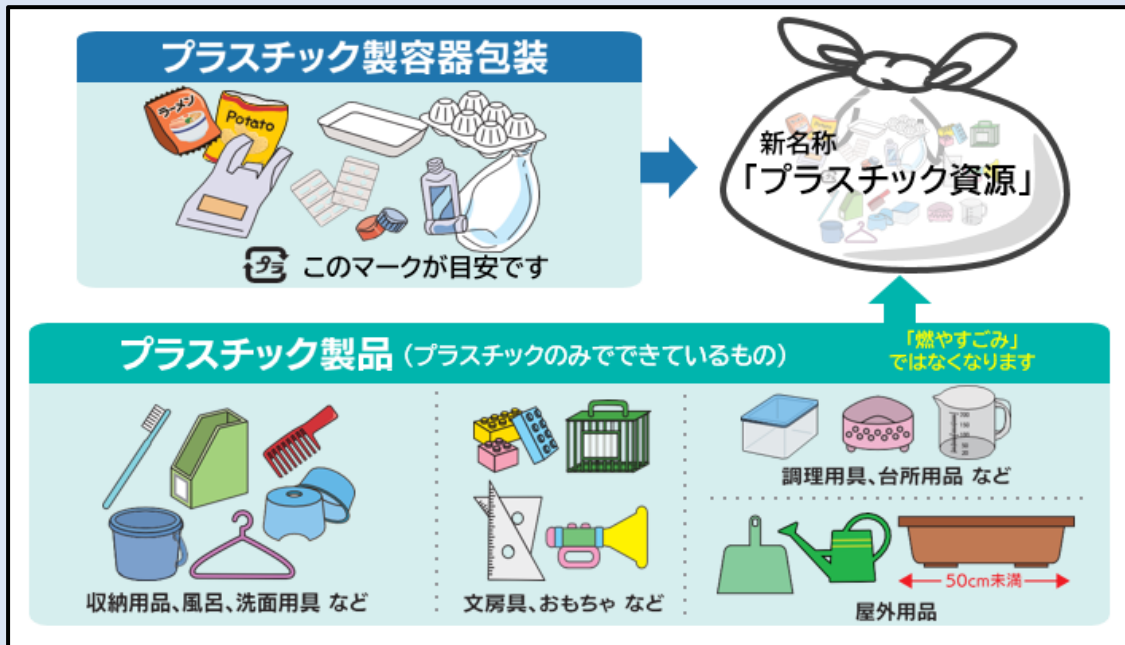 プラスチック製容器包装
ラーメン
Potato
プラ このマークが目安です
新名称
「プラスチック資源」
プラスチック製品(プラスチックのみでできているもの)
「燃やすごみ」
ではなくなります
収納用品、風呂、洗面用具 など
文房具、おもちゃ など
調理用具、台所用品 など
50cm未満
屋外用品